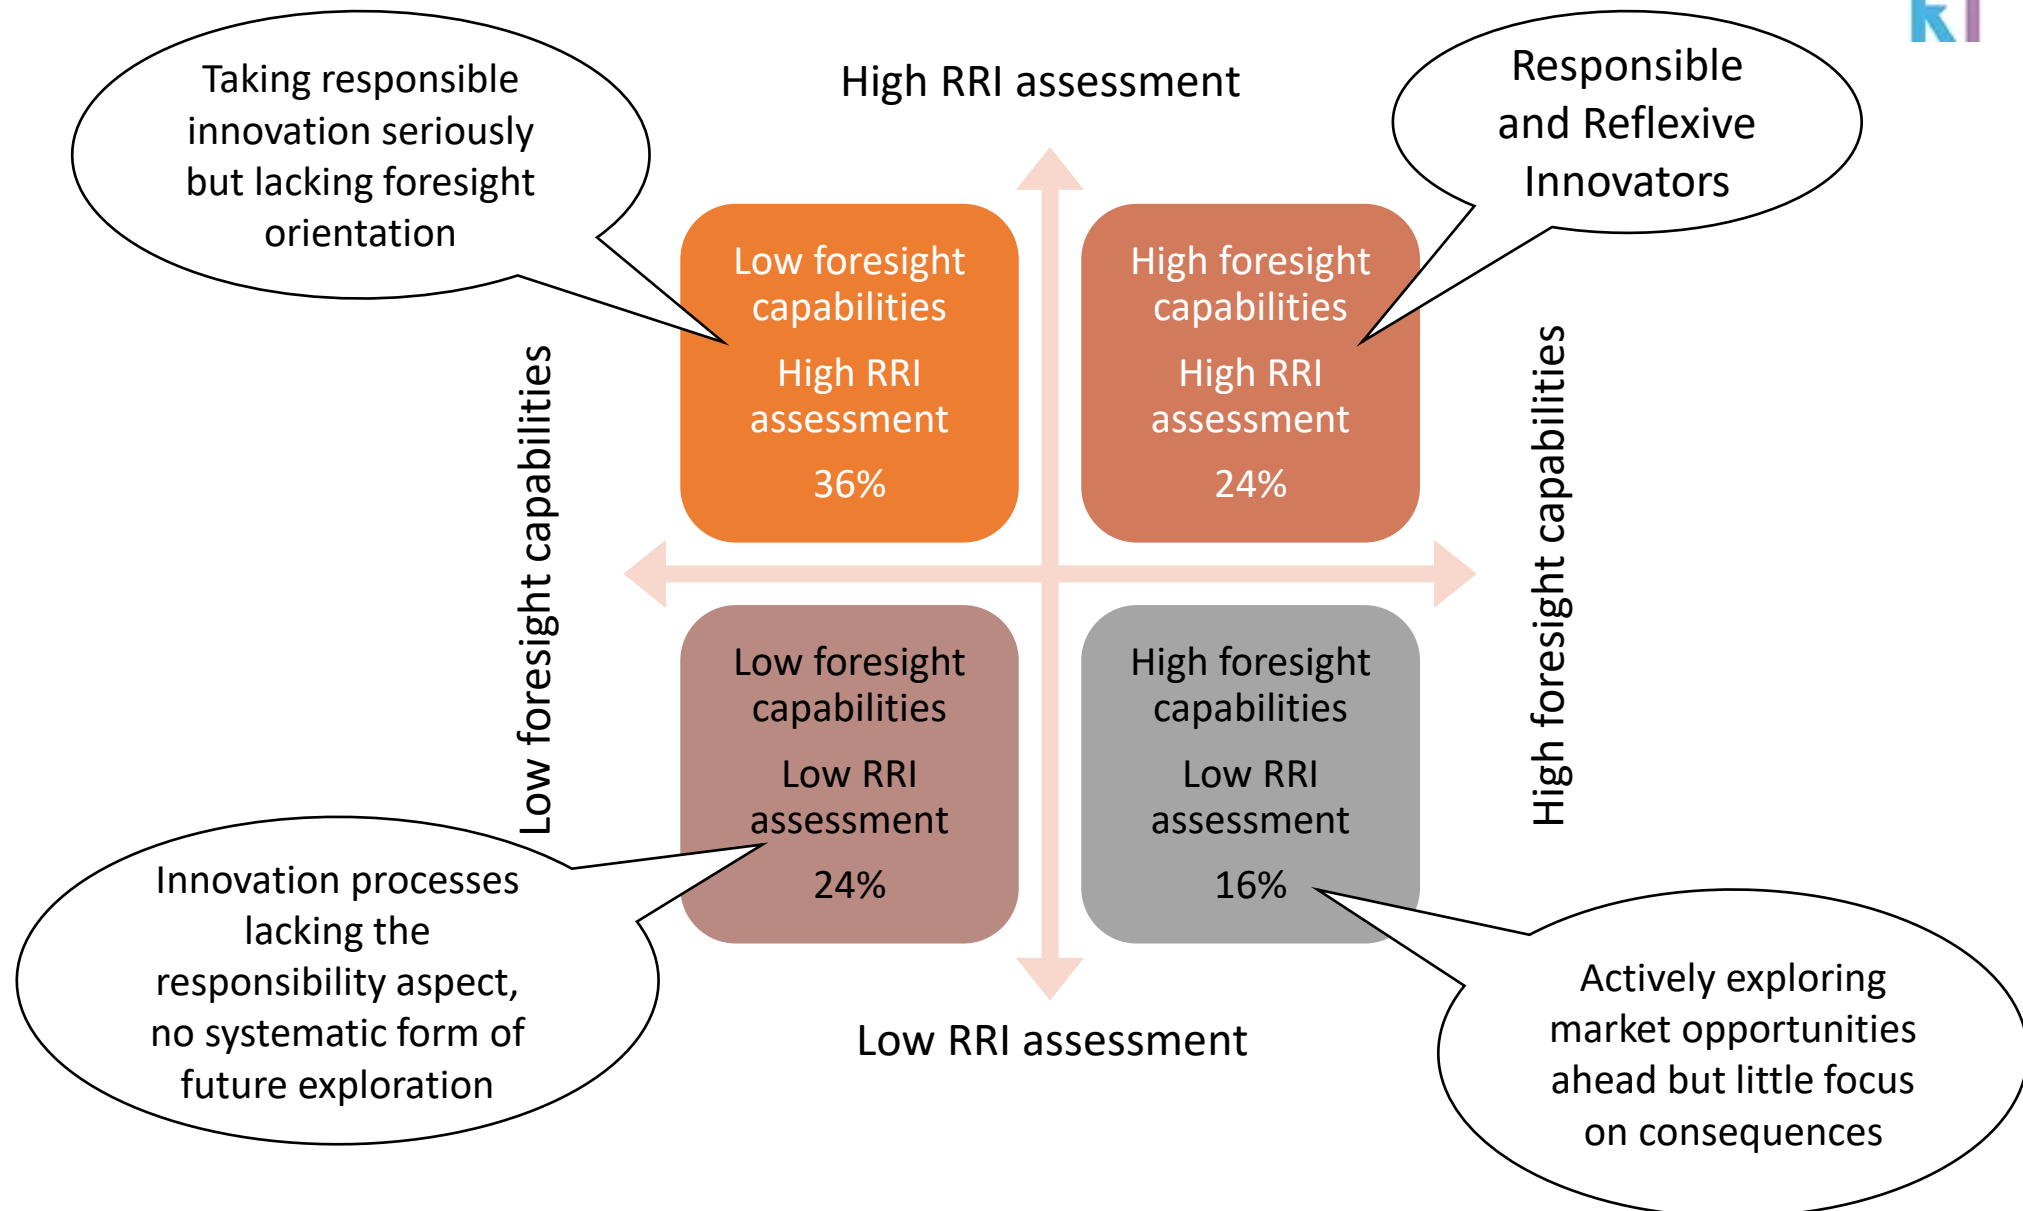 Taking responsible
innovation seriously
but lacking foresight
orientation
High RRI assessment
Responsible
and Reflexive
Innovators
Low foresight
capabilities
High RRI
assessment
36%
High foresight
capabilities
High RRI
assessment
24%
Low foresight capabilities
High foresight capabilities
Low foresight
capabilities
Low RRI
assessment
24%
High foresight
capabilities
Low RRI
assessment
16%
Innovation processes
lacking the
responsibility aspect,
no systematic form of
future exploration
Low RRI assessment
Actively exploring
market opportunities
ahead but little focus
on consequences